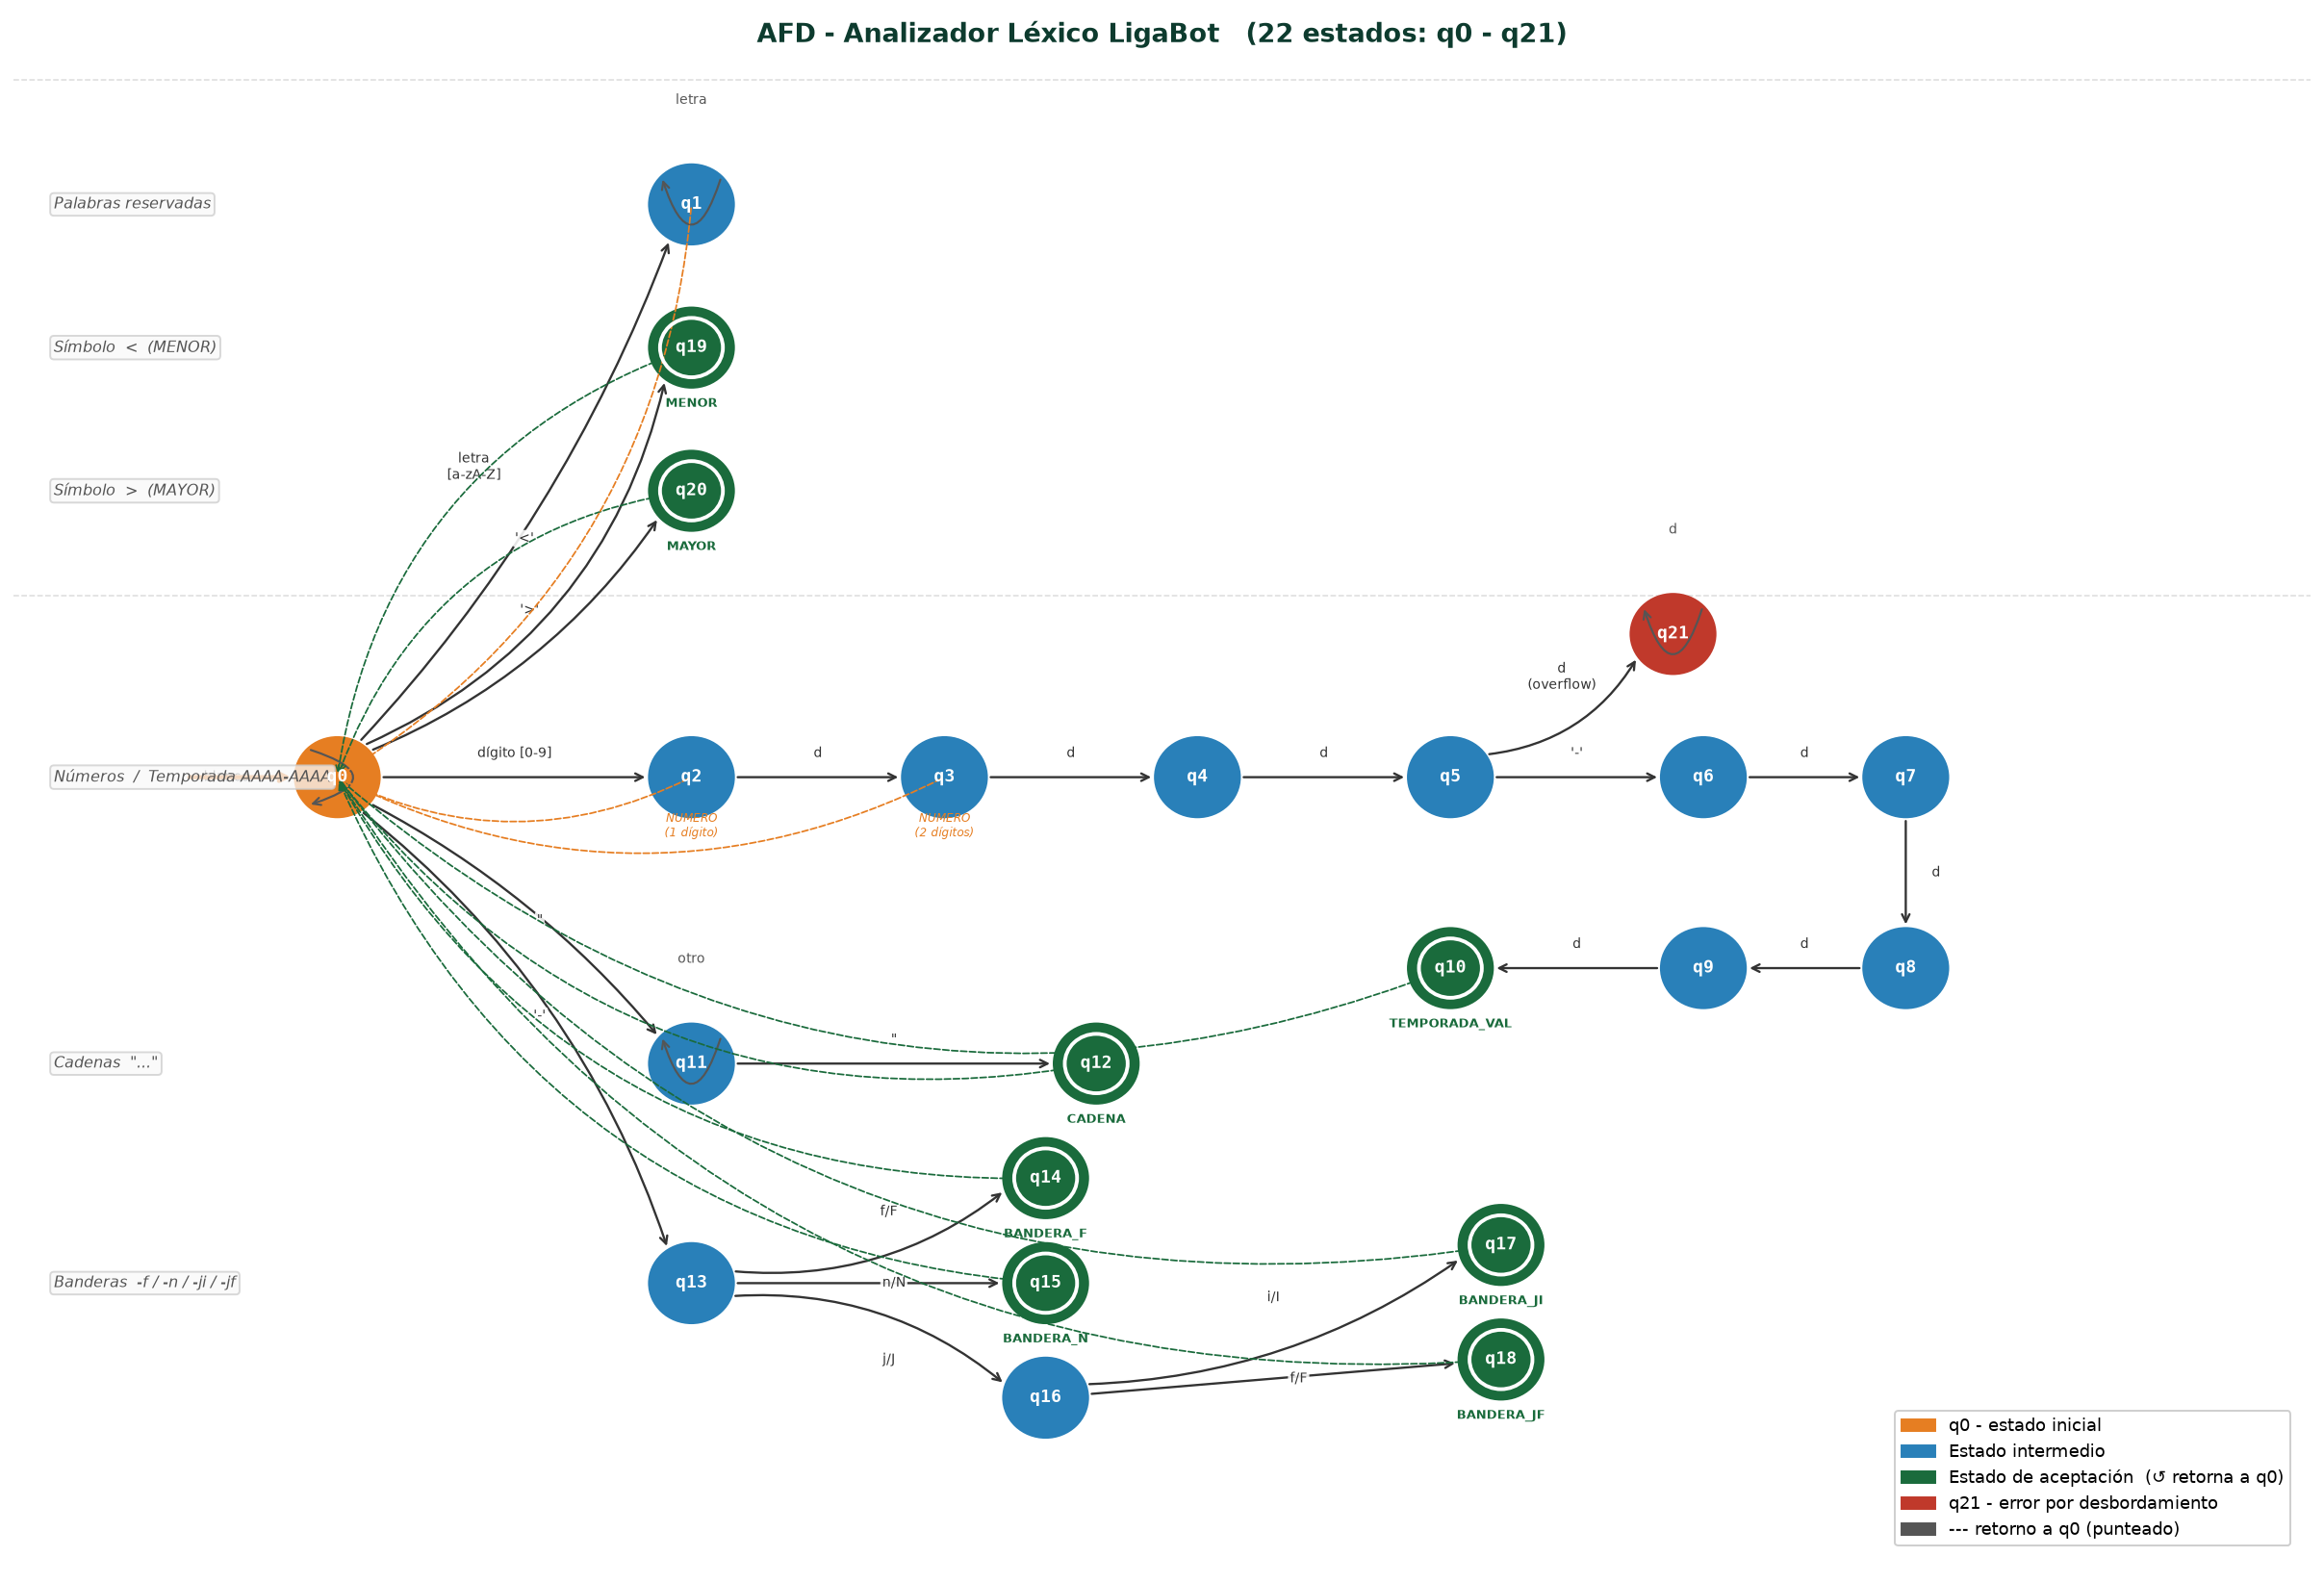 AFD - Analizador Léxico LigaBot (22 estados: q0 - q21)
letra
Palabras reservadas
q1
Símbolo < (MENOR)
q19
MENOR
letra
[a-zA-Z]
Símbolo > (MAYOR)
q20
'<'
MAYOR
d
'>'
q21
d
(overflow)
Números / Temporada AAAA-AAAA
q0
dígito [0-9]
q2
d
q3
d
q4
d
q5
'-'
q6
d
q7
NÚMERO
(1 dígito)
NÚMERO
(2 dígitos)
d
"
otro
q10
d
q9
d
q8
TEMPORADA_VAL
'-'
Cadenas "..."
q11
"
q12
CADENA
q14
f/F
BANDERA_F
q17
Banderas -f / -n / -ji / -jf
q13
n/N
q15
i/I
BANDERA_JI
BANDERA_N
j/J
q18
f/F
q16
BANDERA_JF
q0 - estado inicial
Estado intermedio
Estado de aceptación (↺ retorna a q0)
q21 - error por desbordamiento
--- retorno a q0 (punteado)